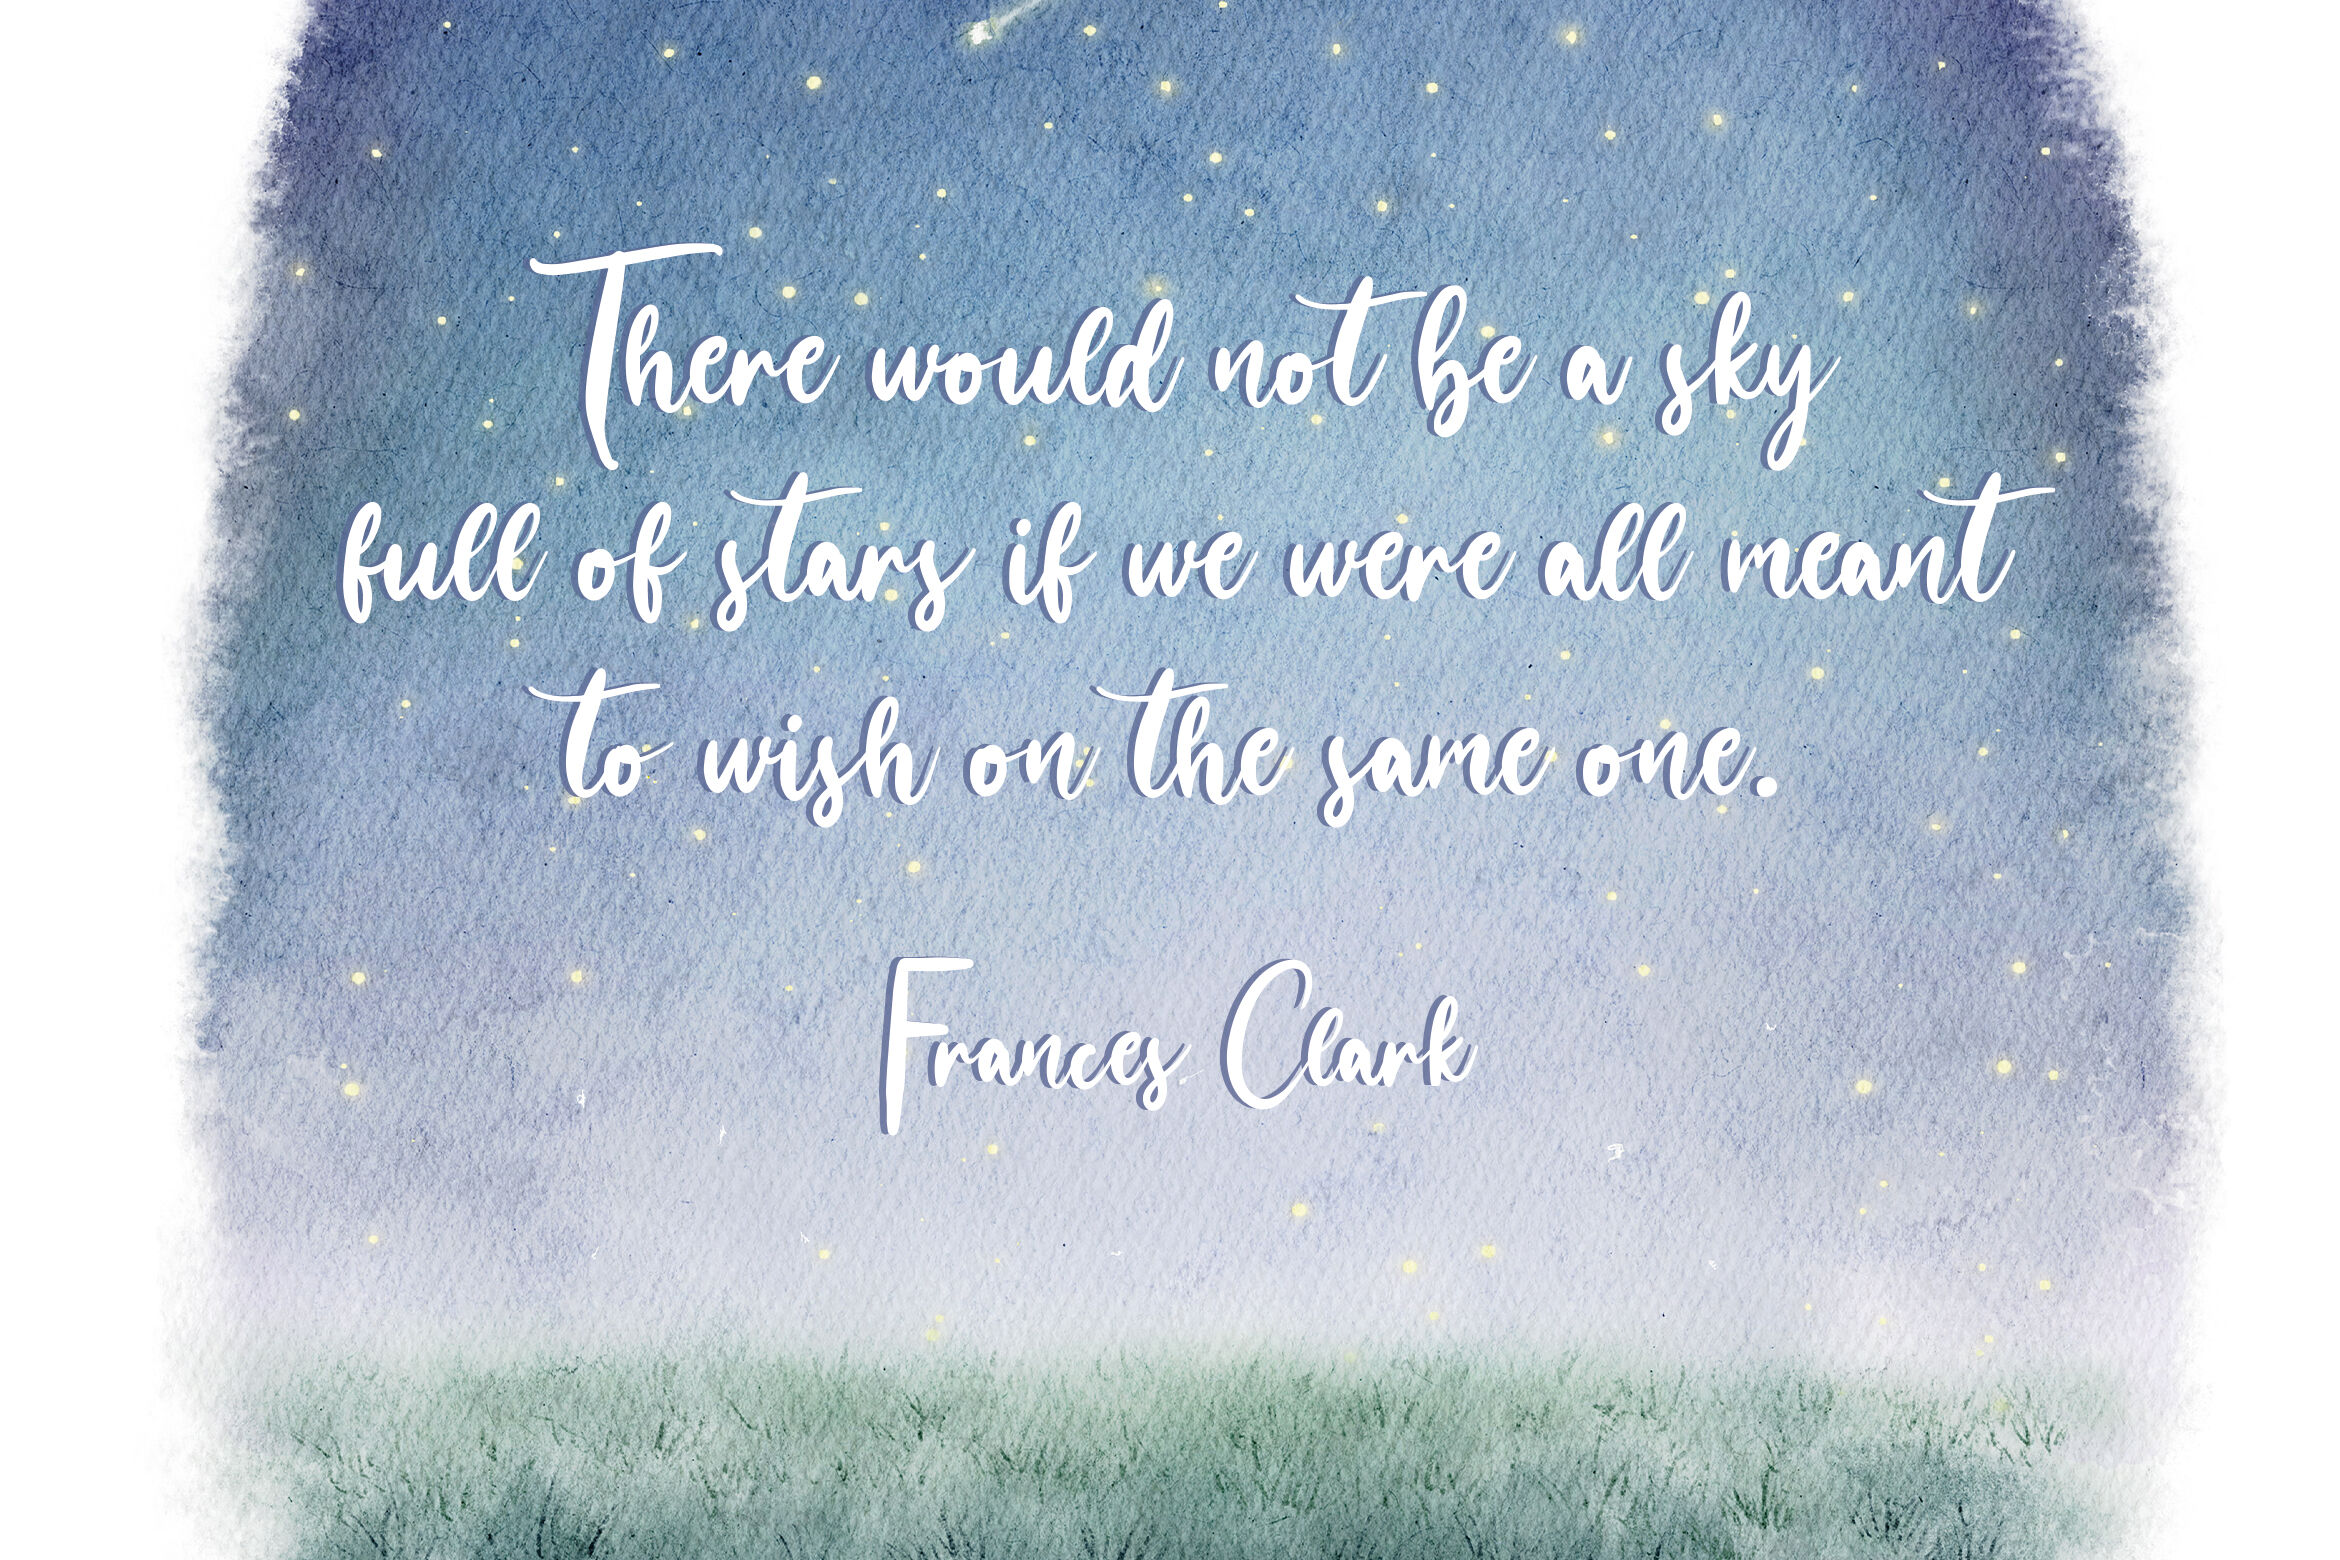 There would not be a sky
full of stars if we were all meant
to wish on the same one.
Frances Clark